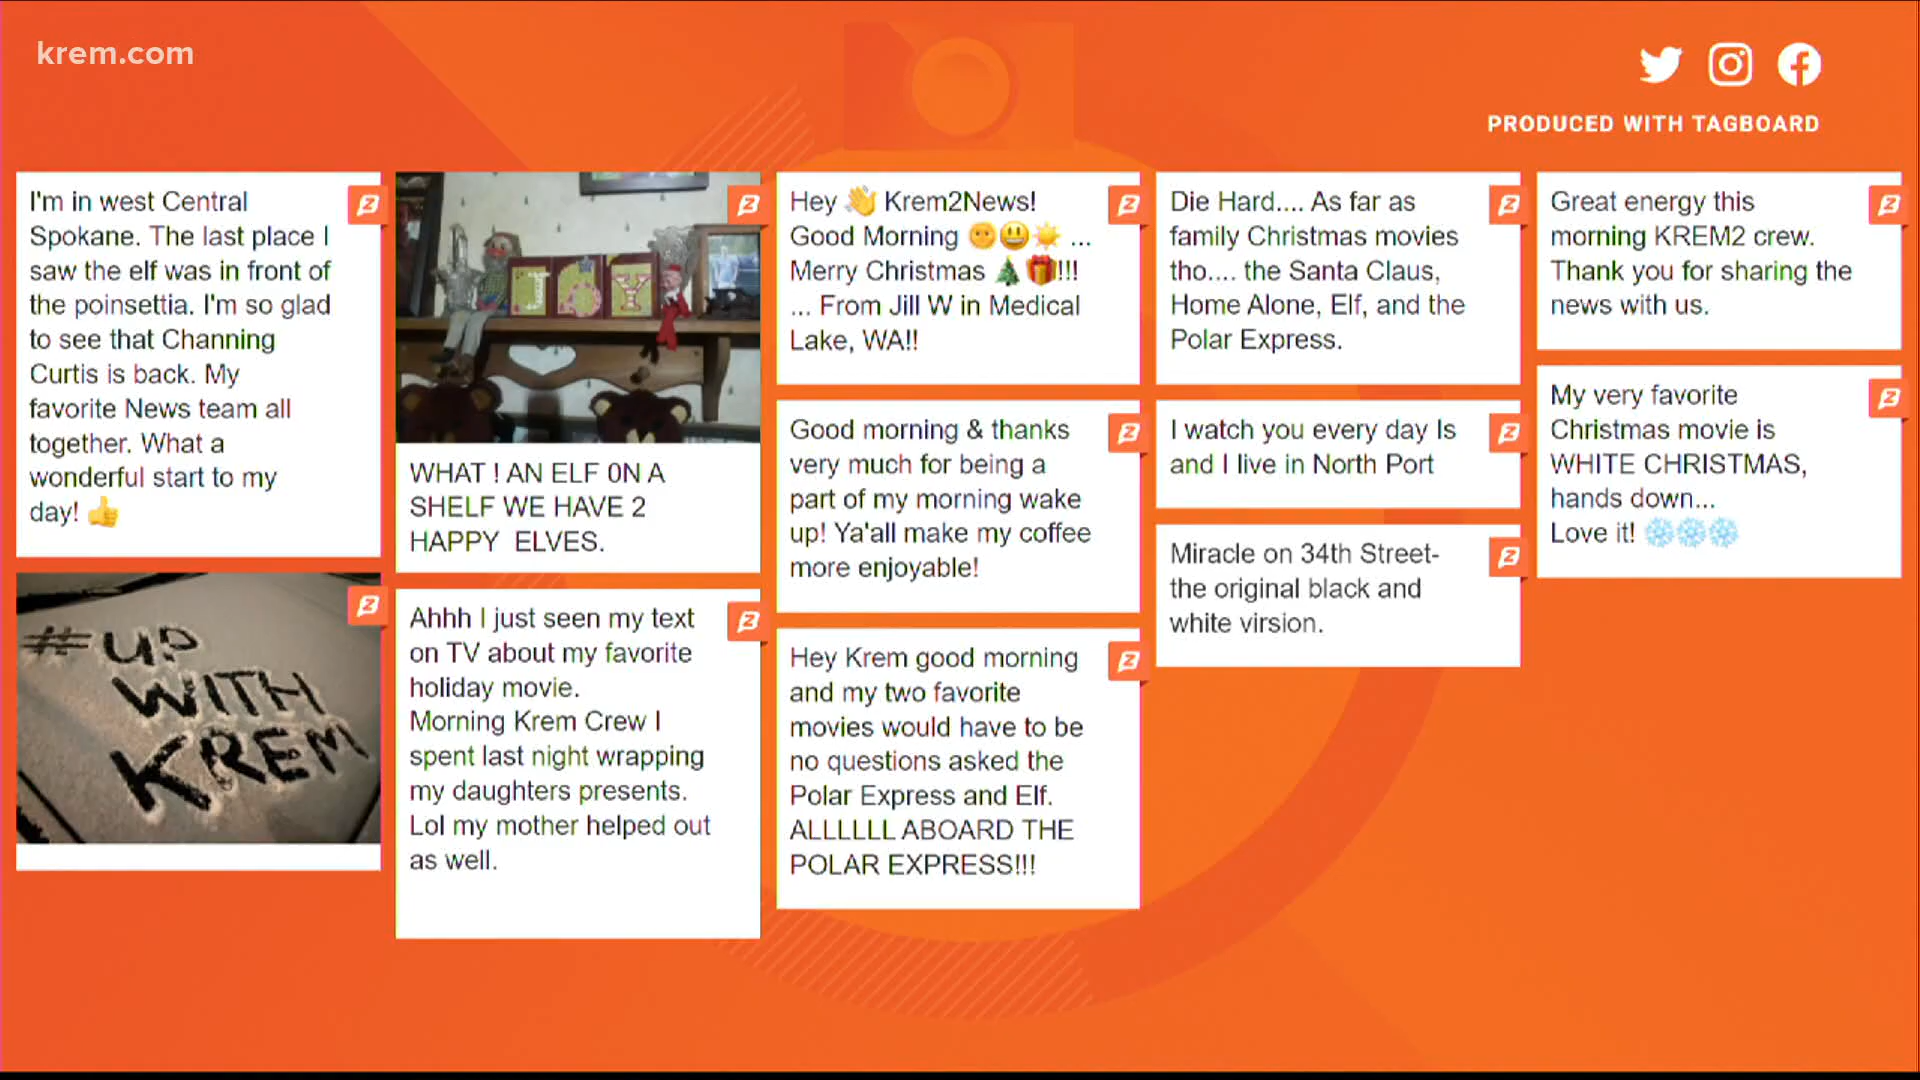 krem.com
PRODUCED WITH TAGBOARD
I'm in west Central
Spokane. The last place I
saw the elf was in front of
the poinsettia. I'm so glad
to see that Channing
Curtis is back. My
favorite News team all
together. What a
wonderful start to my
day! 👍
#UP
WITH
KREM
JOY
WHAT ! AN ELF 0N A
SHELF WE HAVE 2
HAPPY  ELVES.
Ahhh I just seen my text
on TV about my favorite
holiday movie.
Morning Krem Crew I
spent last night wrapping
my daughters presents.
Lol my mother helped out
as well.
Hey 👋 Krem2News!
Good Morning 🌞😃☀️ ...
Merry Christmas 🎄🎁!!!
... From Jill W in Medical
Lake, WA!!
Good morning & thanks
very much for being a
part of my morning wake
up! Ya'all make my coffee
more enjoyable!
Hey Krem good morning
and my two favorite
movies would have to be
no questions asked the
Polar Express and Elf.
ALLLLLL ABOARD THE
POLAR EXPRESS!!!
Die Hard.... As far as
family Christmas movies
tho.... the Santa Claus,
Home Alone, Elf, and the
Polar Express.
I watch you every day Is
and I live in North Port
Miracle on 34th Street-
the original black and
white virsion.
Great energy this
morning KREM2 crew.
Thank you for sharing the
news with us.
My very favorite
Christmas movie is
WHITE CHRISTMAS,
hands down...
Love it! ❄️❄️❄️